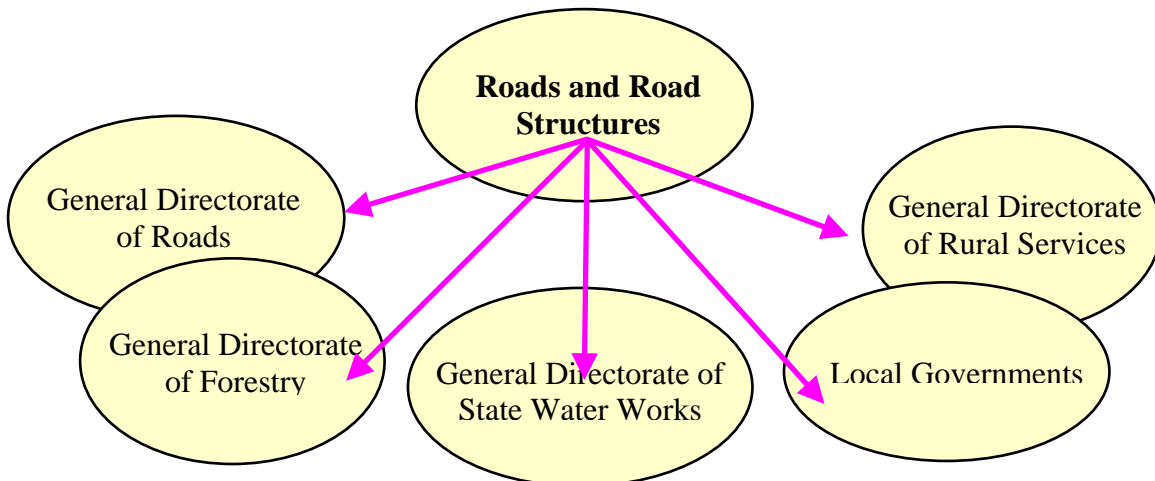 Roads and Road
Structures
General Directorate
of Roads
General Directorate
of Rural Services
General Directorate
of Forestry
General Directorate of
State Water Works
Local Governments